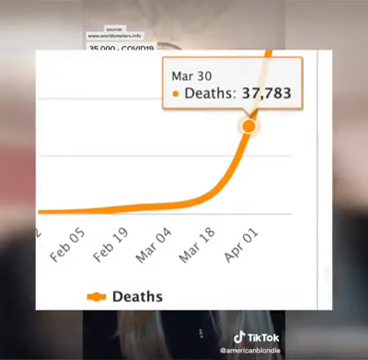 source:
www.worldometers.info
35,000 - COVID19
Mar 30
Deaths: 37,783
Feb 05
Feb 19
Mar 04
Mar 18
Apr 01
Deaths
TikTok
@americanblondie